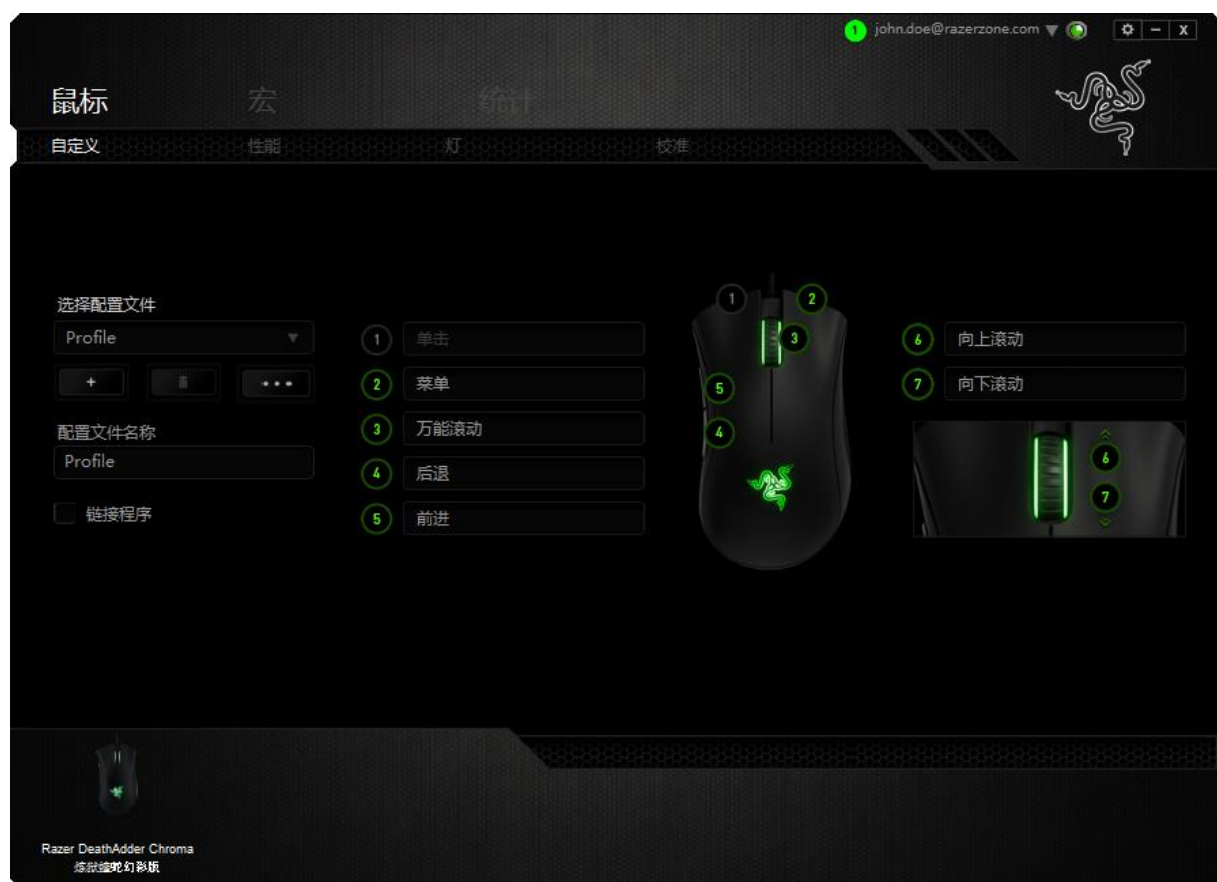 1 john.doe@razerzone.com
鼠标 宏 统计
自定义 性能 灯 校准
选择配置文件
Profile
+
配置文件名称
Profile
链接程序
1 单击
2 菜单
3 万能滚动
4 后退
5 前进
1
2
3
5
4
6 向上滚动
7 向下滚动
6
7
Razer DeathAdder Chroma
炼狱蝰蛇幻彩版